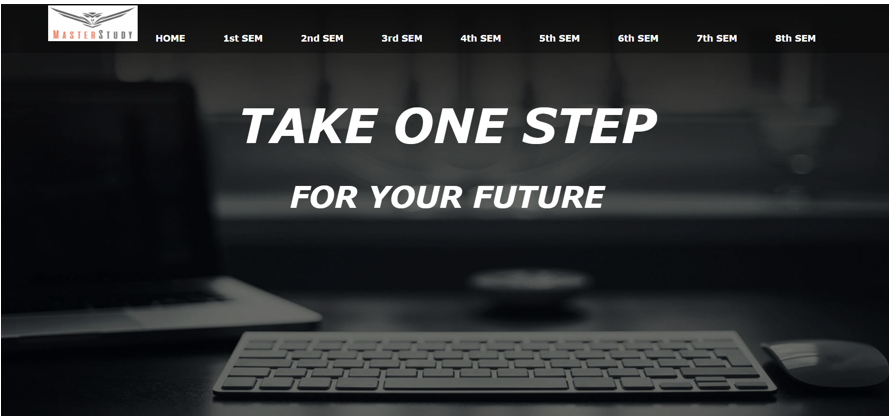 MASTERSTUDY
HOME 1st SEM 2nd SEM 3rd SEM 4th SEM 5th SEM 6th SEM 7th SEM 8th SEM
TAKE ONE STEP
FOR YOUR FUTURE